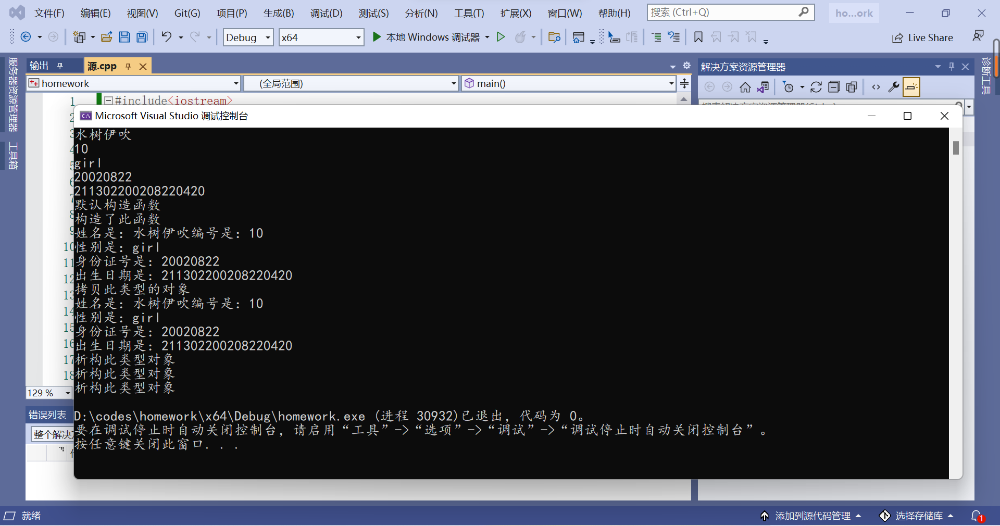 文件(F) 编辑(E) 视图(V) Git(G) 项目(P) 生成(B) 调试(D) 测试(S) 分析(N) 工具(T) 扩展(X) 窗口(W) 帮助(H) 搜索 (Ctrl+Q) ho...ork
Debug x64 本地 Windows 调试器 Live Share
服务器资源管理器
工具箱
输出 源.cpp
homework (全局范围) main()
1 #include<iostream>
解决方案资源管理器
诊断工具
Microsoft Visual Studio 调试控制台
水树伊吹
10
girl
20020822
211302200208220420
默认构造函数
构造了此函数
姓名是: 水树伊吹编号是: 10
性别是: girl
身份证号是: 20020822
出生日期是: 211302200208220420
拷贝此类型的对象
姓名是: 水树伊吹编号是: 10
性别是: girl
身份证号是: 20020822
出生日期是: 211302200208220420
析构此类型对象
析构此类型对象
析构此类型对象
D:\codes\homework\x64\Debug\homework.exe (进程 30932)已退出，代码为 0。
要在调试停止时自动关闭控制台，请启用“工具”->“选项”->“调试”->“调试停止时自动关闭控制台”。
按任意键关闭此窗口. . .
2
3
4
5
6
7
8
9
10
11
12
13
14
15
16
17
18
129 %
错误列表
整个解决
就绪 添加到源代码管理 选择存储库 1